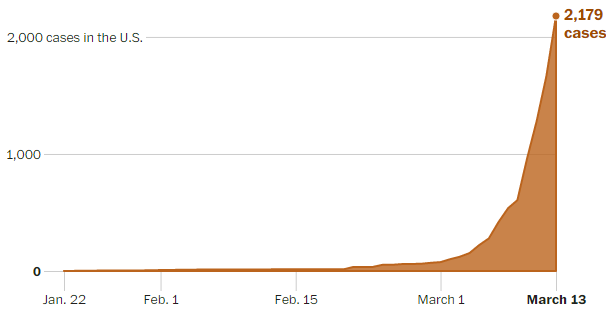 2,179
cases
2,000 cases in the U.S.
1,000
0
Jan. 22
Feb. 1
Feb. 15
March 1
March 13